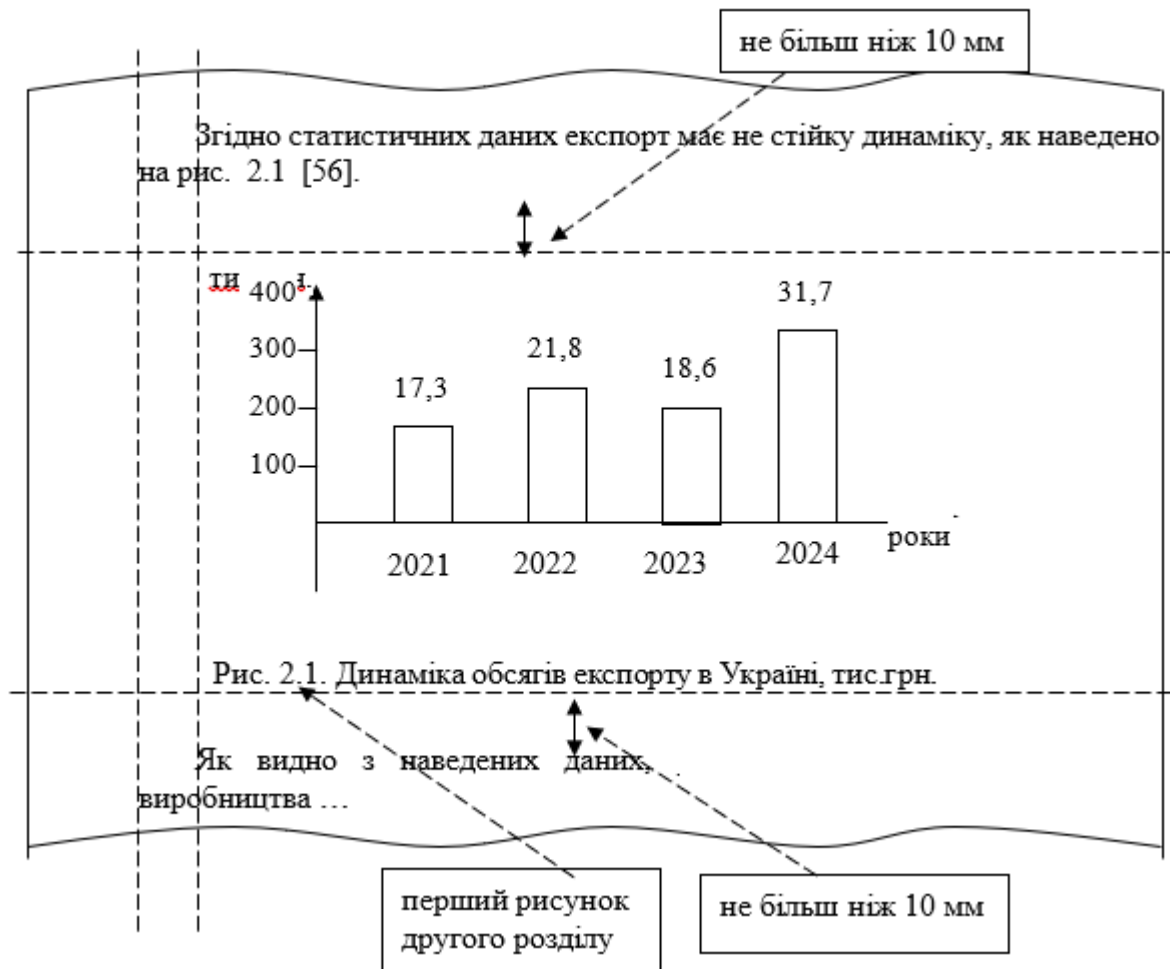 не більш ніж 10 мм
Згідно статистичних даних експорт має не стійку динаміку, як наведено
на рис. 2.1 [56].
400
300
200
100
17,3
21,8
18,6
31,7
2021
2022
2023
2024
роки
Рис. 2.1. Динаміка обсягів експорту в Україні, тис.грн.
Як видно з наведених даних,
виробництва …
перший рисунок
другого розділу
не більш ніж 10 мм